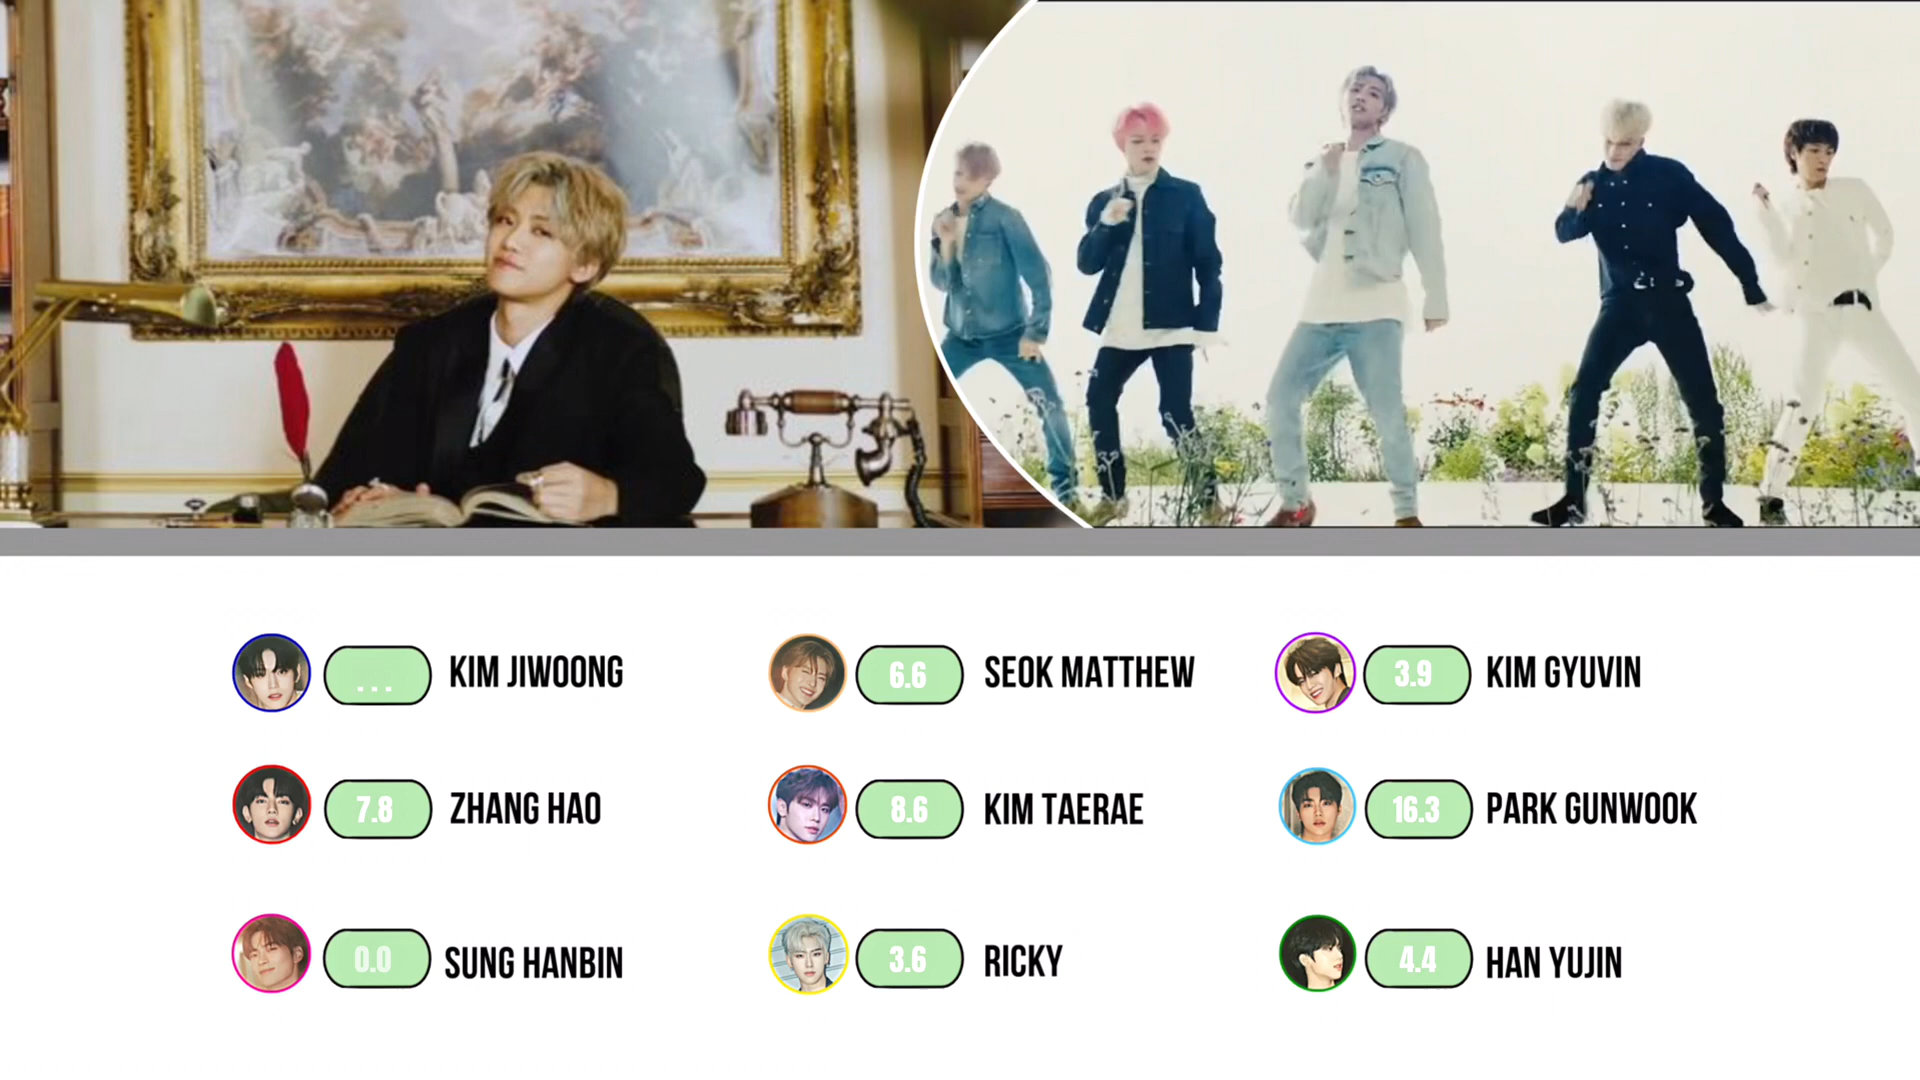 ... KIM JIWOONG
6.6 SEOK MATTHEW
3.9 KIM GYUVIN
7.8 ZHANG HAO
8.6 KIM TAERAE
16.3 PARK GUNWOOK
0.0 SUNG HANBIN
3.6 RICKY
4.4 HAN YUJIN